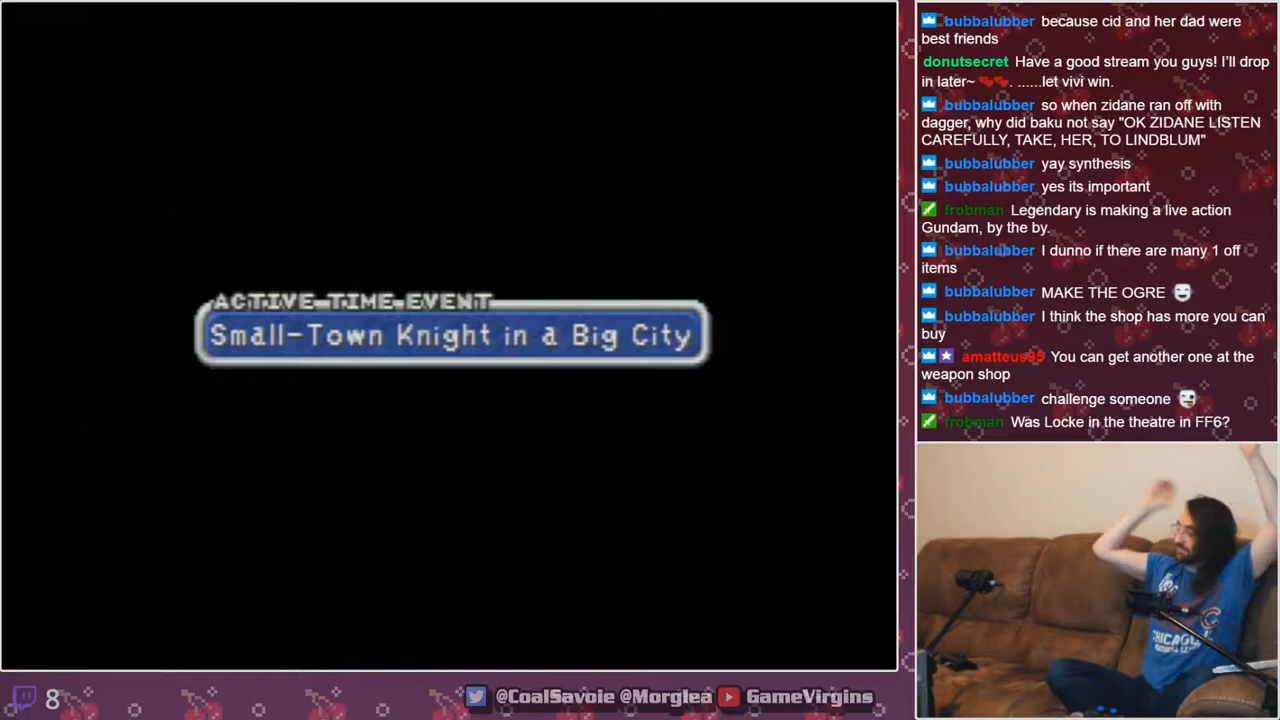 ACTIVE TIME EVENT
Small-Town Knight in a Big City
bubbalubber because cid and her dad were
best friends
donutsecret Have a good stream you guys! I'll drop
in later~ . ......let vivi win.
bubbalubber so when zidane ran off with
dagger, why did baku not say "OK ZIDANE LISTEN
CAREFULLY, TAKE, HER, TO LINDBLUM"
bubbalubber yay synthesis
bubbalubber yes its important
frobman Legendary is making a live action
Gundam, by the by.
bubbalubber I dunno if there are many 1 off
items
bubbalubber MAKE THE OGRE
bubbalubber I think the shop has more you can
buy
amatteus95 You can get another one at the
weapon shop
bubbalubber challenge someone
frobman Was Locke in the theatre in FF6?
CHICAGO
8
@CoalSavoie @Morglea GameVirgins